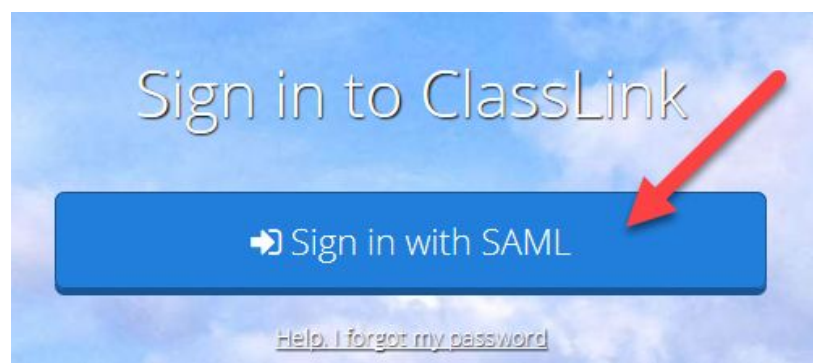 Sign in to ClassLink
Sign in with SAML
Help, I forgot my password